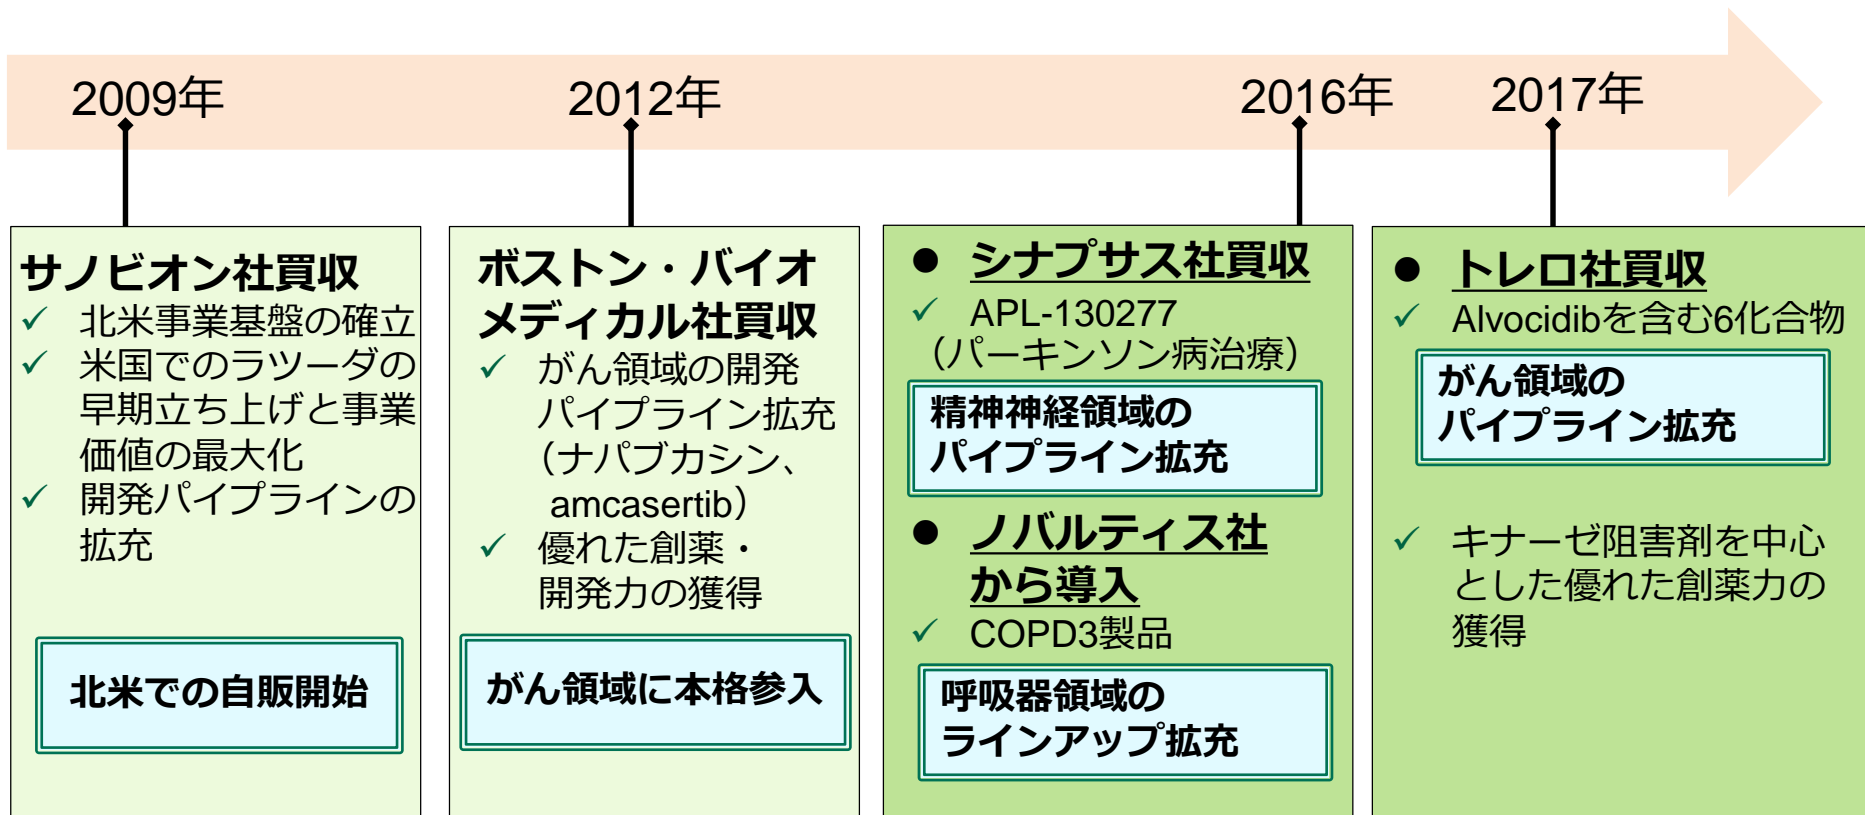 2009年
2012年
2016年
2017年
サノビオン社買収
✓ 北米事業基盤の確立
✓ 米国でのラツーダの
早期立ち上げと事業
価値の最大化
✓ 開発パイプラインの
拡充
北米での自販開始
ボストン・バイオ
メディカル社買収
✓ がん領域の開発
パイプライン拡充
（ナパブカシン、
amcasertib）
✓ 優れた創薬・
開発力の獲得
がん領域に本格参入
● シナプサス社買収
✓ APL-130277
（パーキンソン病治療）
精神神経領域の
パイプライン拡充
● ノバルティス社
から導入
✓ COPD3製品
呼吸器領域の
ラインアップ拡充
● トレロ社買収
✓ Alvocidibを含む6化合物
がん領域の
パイプライン拡充
✓ キナーゼ阻害剤を中心
とした優れた創薬力の
獲得